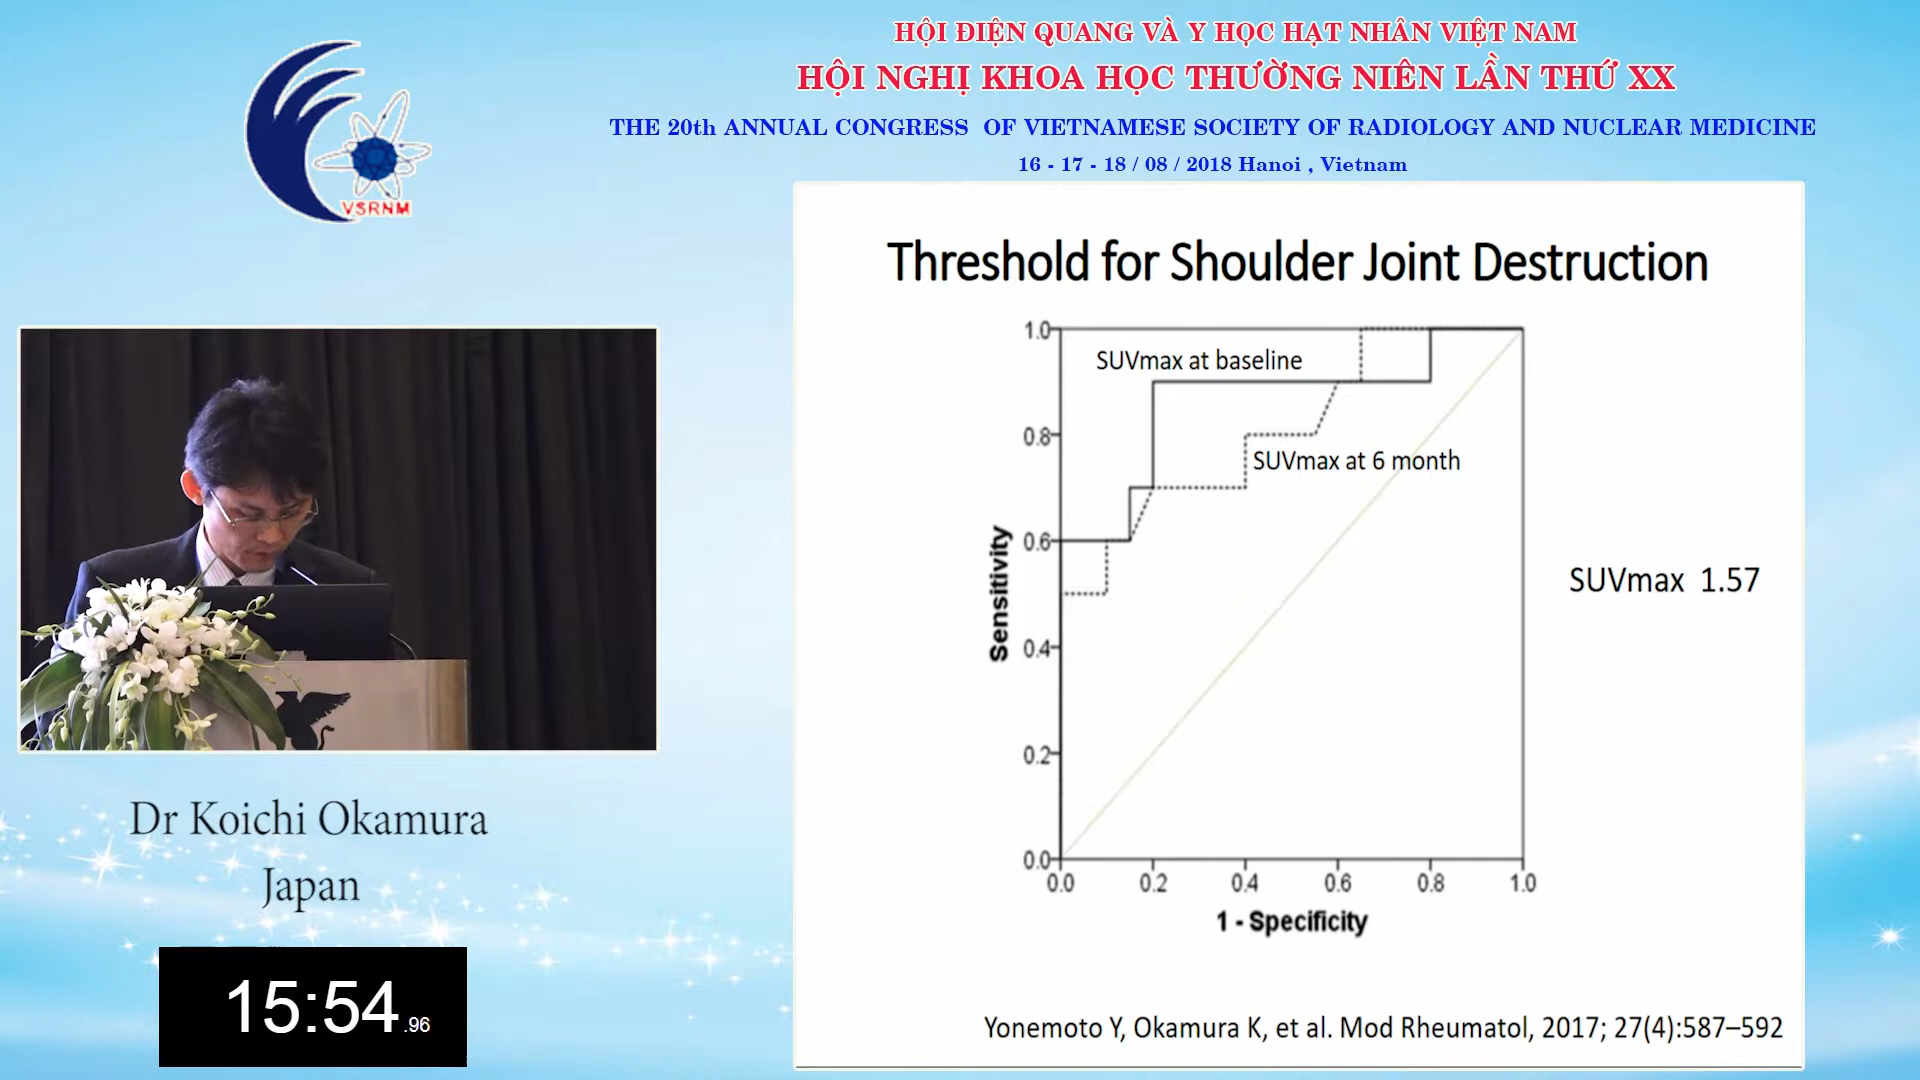 HỘI ĐIỆN QUANG VÀ Y HỌC HẠT NHÂN VIỆT NAM
HỘI NGHỊ KHOA HỌC THƯỜNG NIÊN LẦN THỨ XX
THE 20th ANNUAL CONGRESS OF VIETNAMESE SOCIETY OF RADIOLOGY AND NUCLEAR MEDICINE
16 - 17 - 18 / 08 / 2018 Hanoi , Vietnam
VSRNM
Threshold for Shoulder Joint Destruction
1.0
SUVmax at baseline
0.8
SUVmax at 6 month
0.6
Sensitivity
SUVmax 1.57
0.4
0.2
0.0
0.0 0.2 0.4 0.6 0.8 1.0
1 - Specificity
Yonemoto Y, Okamura K, et al. Mod Rheumatol, 2017; 27(4):587–592
Dr Koichi Okamura
Japan
15:54.96